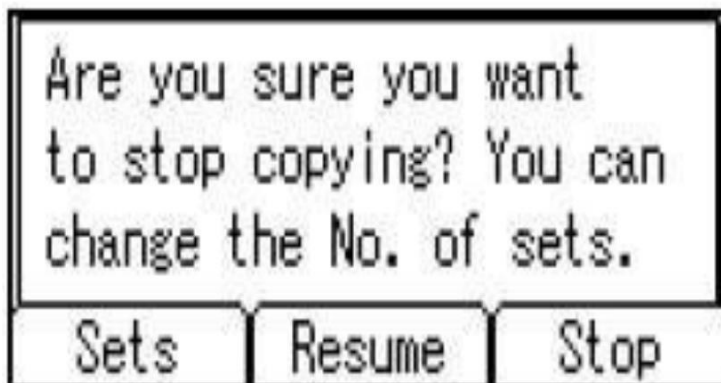 Are you sure you want
to stop copying? You can
change the No. of sets.
Sets Resume Stop